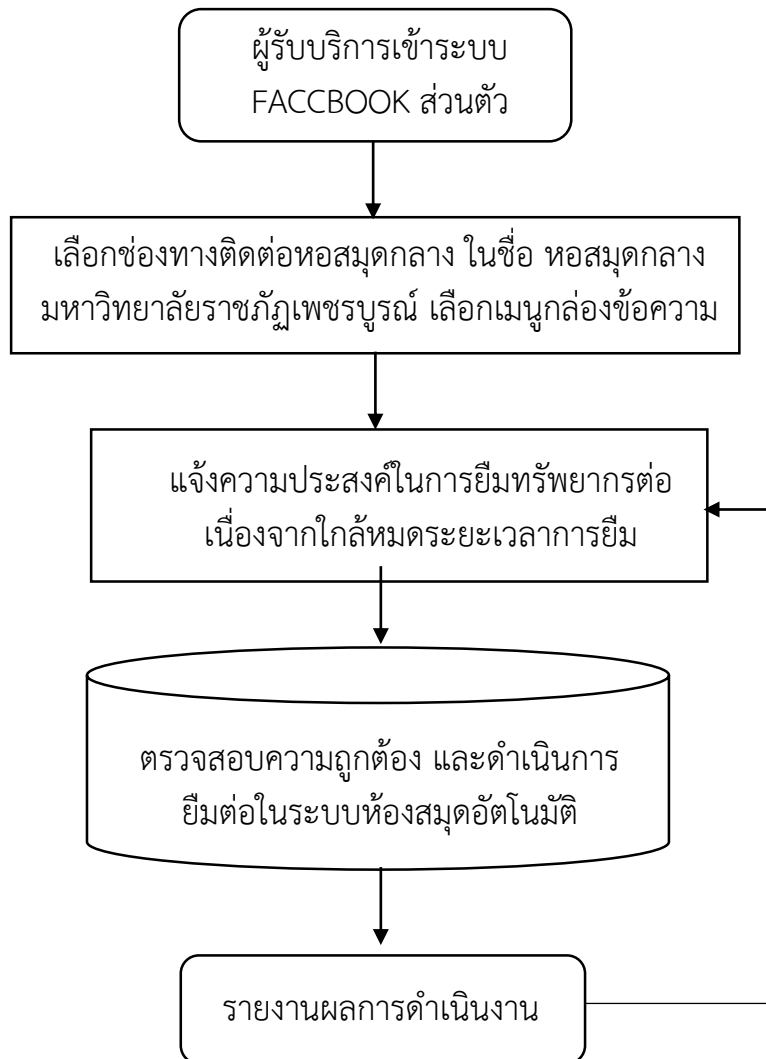 ผู้รับบริการเข้าระบบ
FACCBOOK ส่วนตัว
เลือกช่องทางติดต่อหอสมุดกลาง ในชื่อ หอสมุดกลาง
มหาวิทยาลัยราชภัฏเพชรบูรณ์ เลือกเมนูกล่องข้อความ
แจ้งความประสงค์ในการยืมทรัพยากรต่อ
เนื่องจากใกล้หมดระยะเวลาการยืม
ตรวจสอบความถูกต้อง และดำเนินการ
ยืมต่อในระบบห้องสมุดอัตโนมัติ
รายงานผลการดำเนินงาน